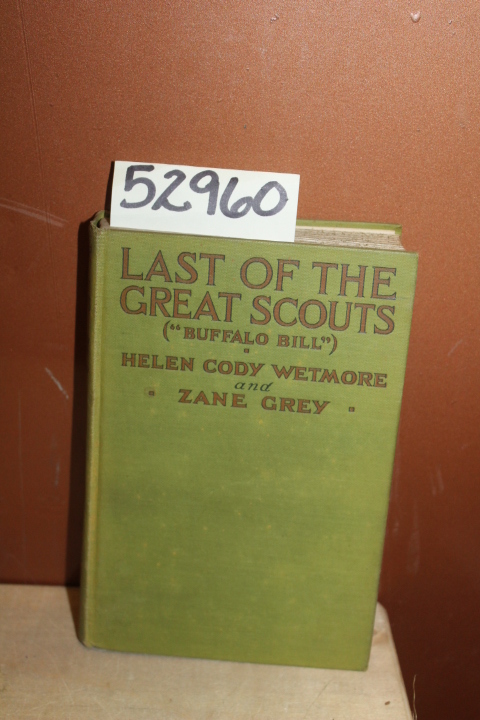 52960
LAST OF THE
GREAT SCOUTS
("BUFFALO BILL")
HELEN CODY WETMORE
and
ZANE GREY